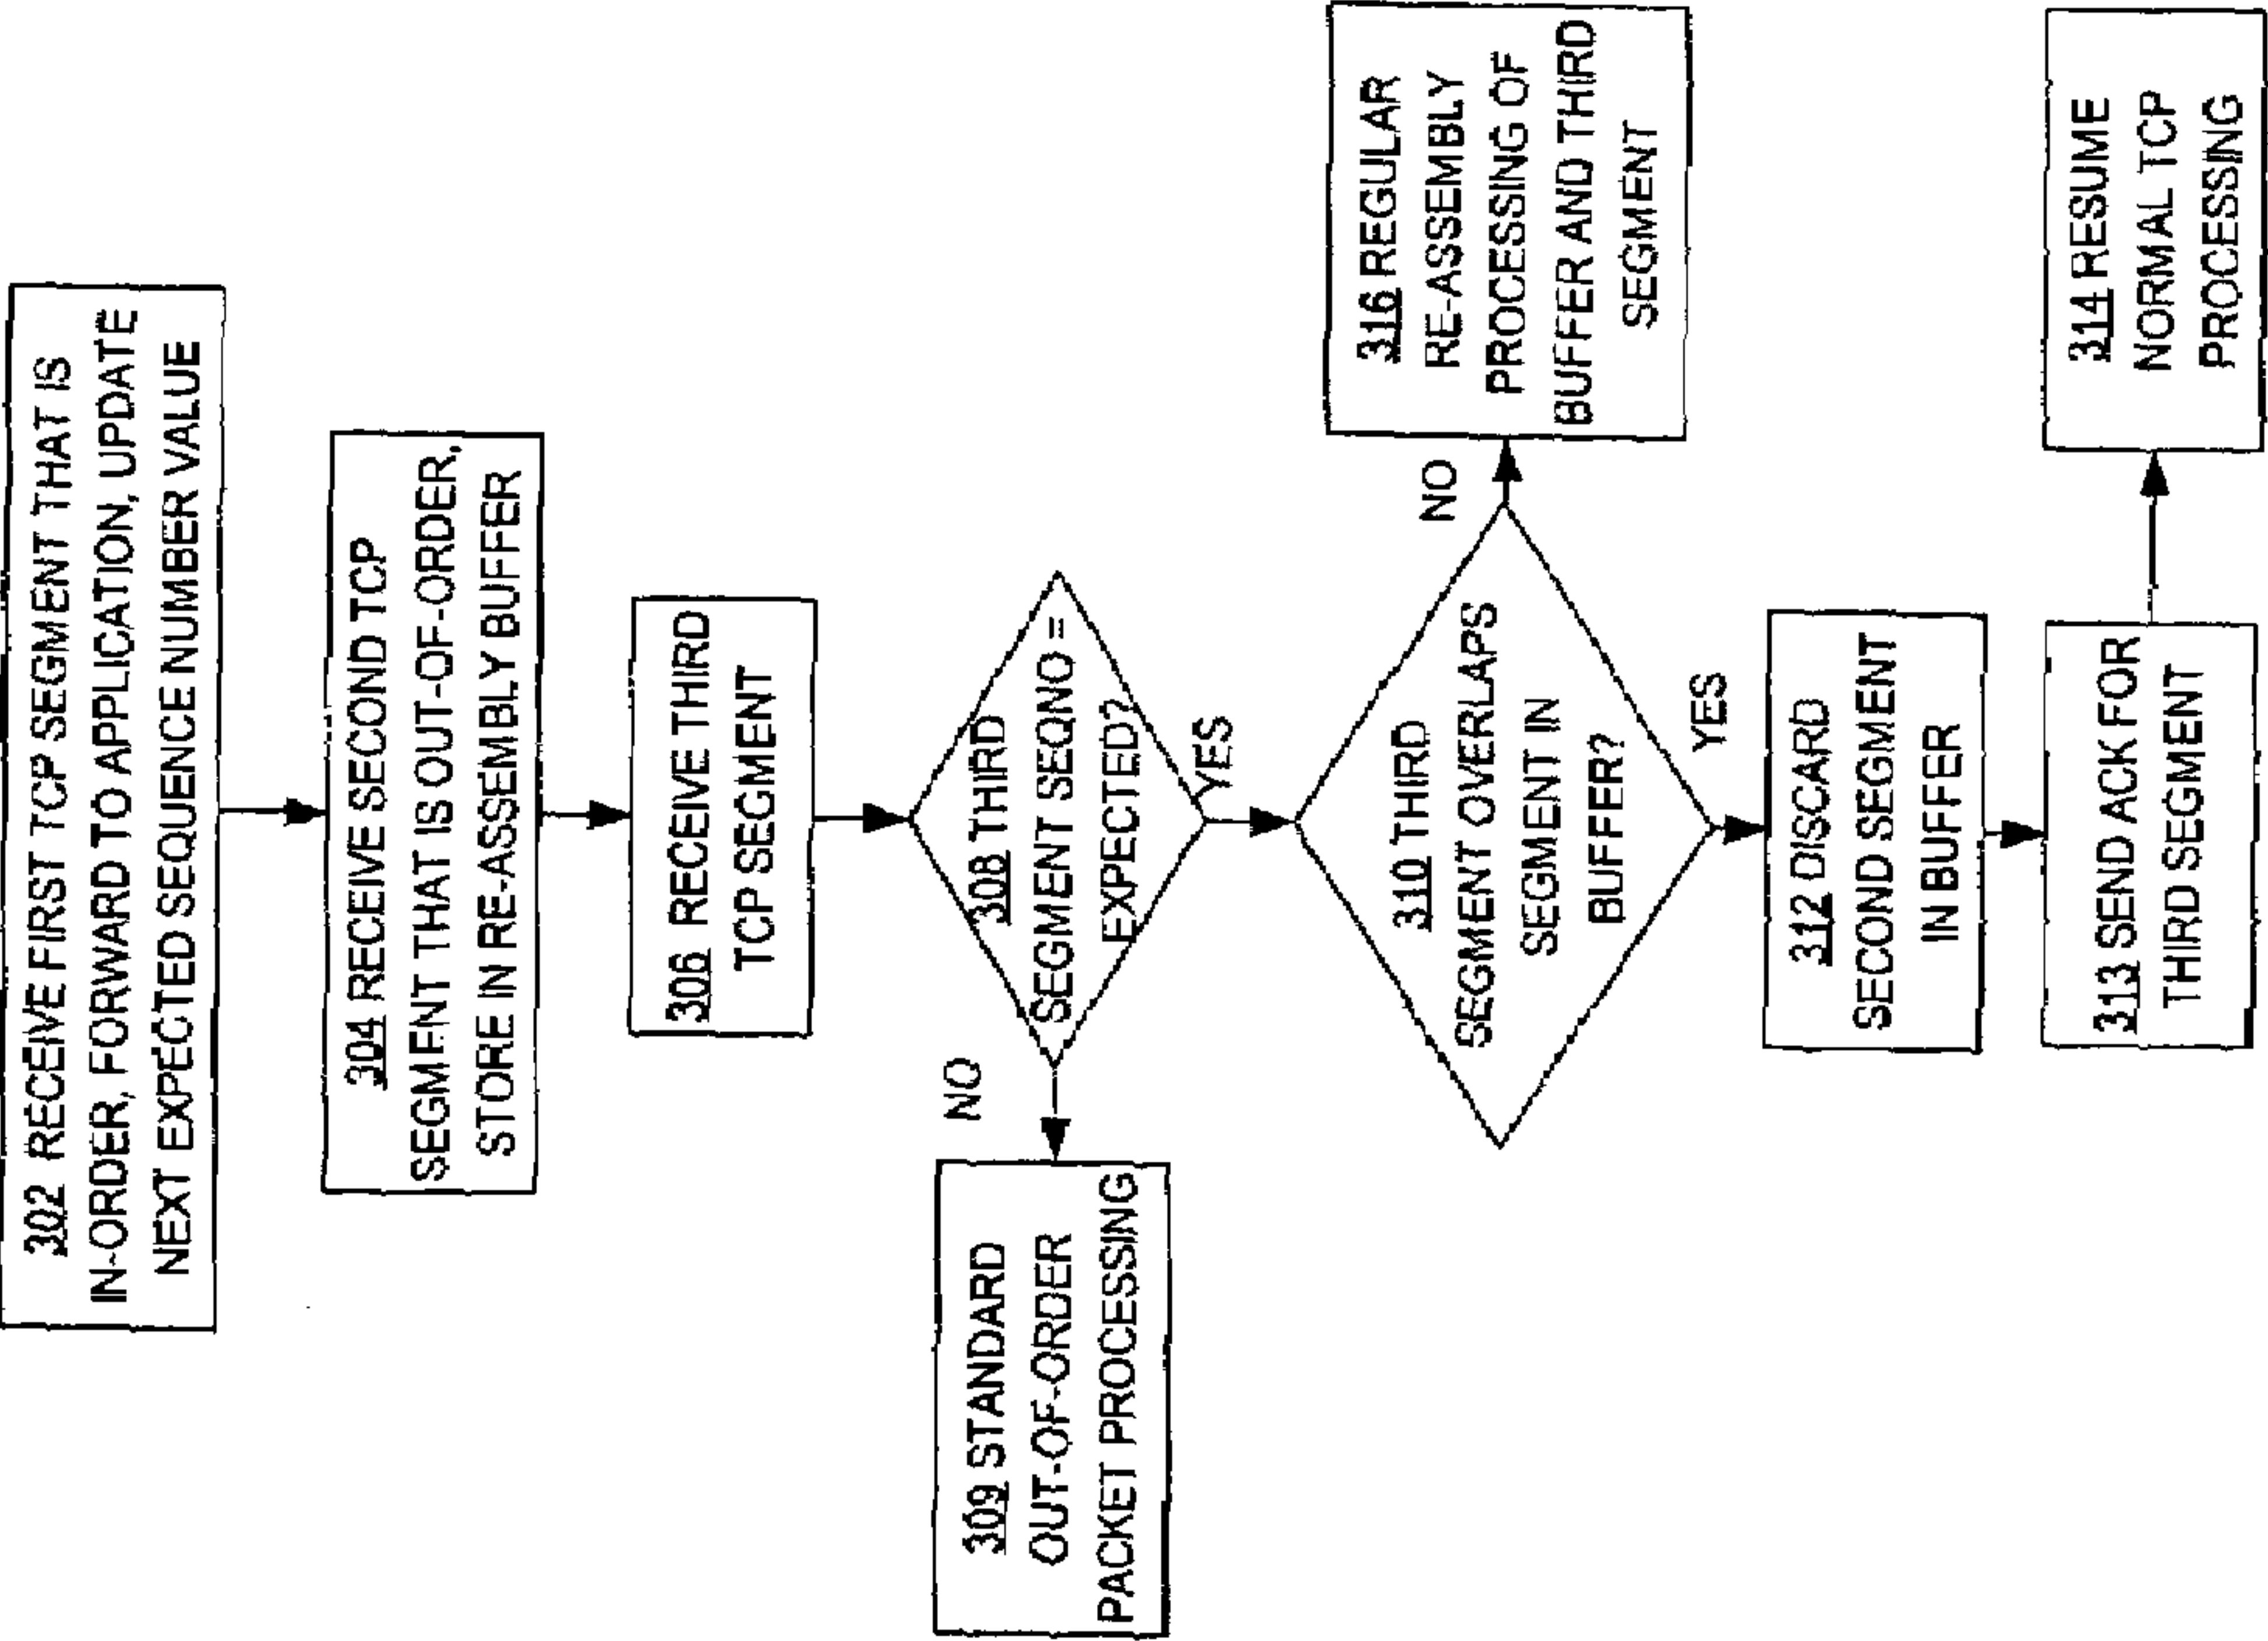 302 RECEIVE FIRST TCP SEGMENT THAT IS
IN-ORDER, FORWARD TO APPLICATION, UPDATE
NEXT EXPECTED SEQUENCE NUMBER VALUE
304 RECEIVE SECOND TCP
SEGMENT THAT IS OUT-OF-ORDER,
STORE IN RE-ASSEMBLY BUFFER
306 RECEIVE THIRD
TCP SEGMENT
308 THIRD
SEGMENT SEQNO =
EXPECTED?
NO
309 STANDARD
OUT-OF-ORDER
PACKET PROCESSING
YES
310 THIRD
SEGMENT OVERLAPS
SEGMENT IN
BUFFER?
NO
316 REGULAR
RE-ASSEMBLY
PROCESSING OF
BUFFER AND THIRD
SEGMENT
YES
312 DISCARD
SECOND SEGMENT
IN BUFFER
313 SEND ACK FOR
THIRD SEGMENT
314 RESUME
NORMAL TCP
PROCESSING